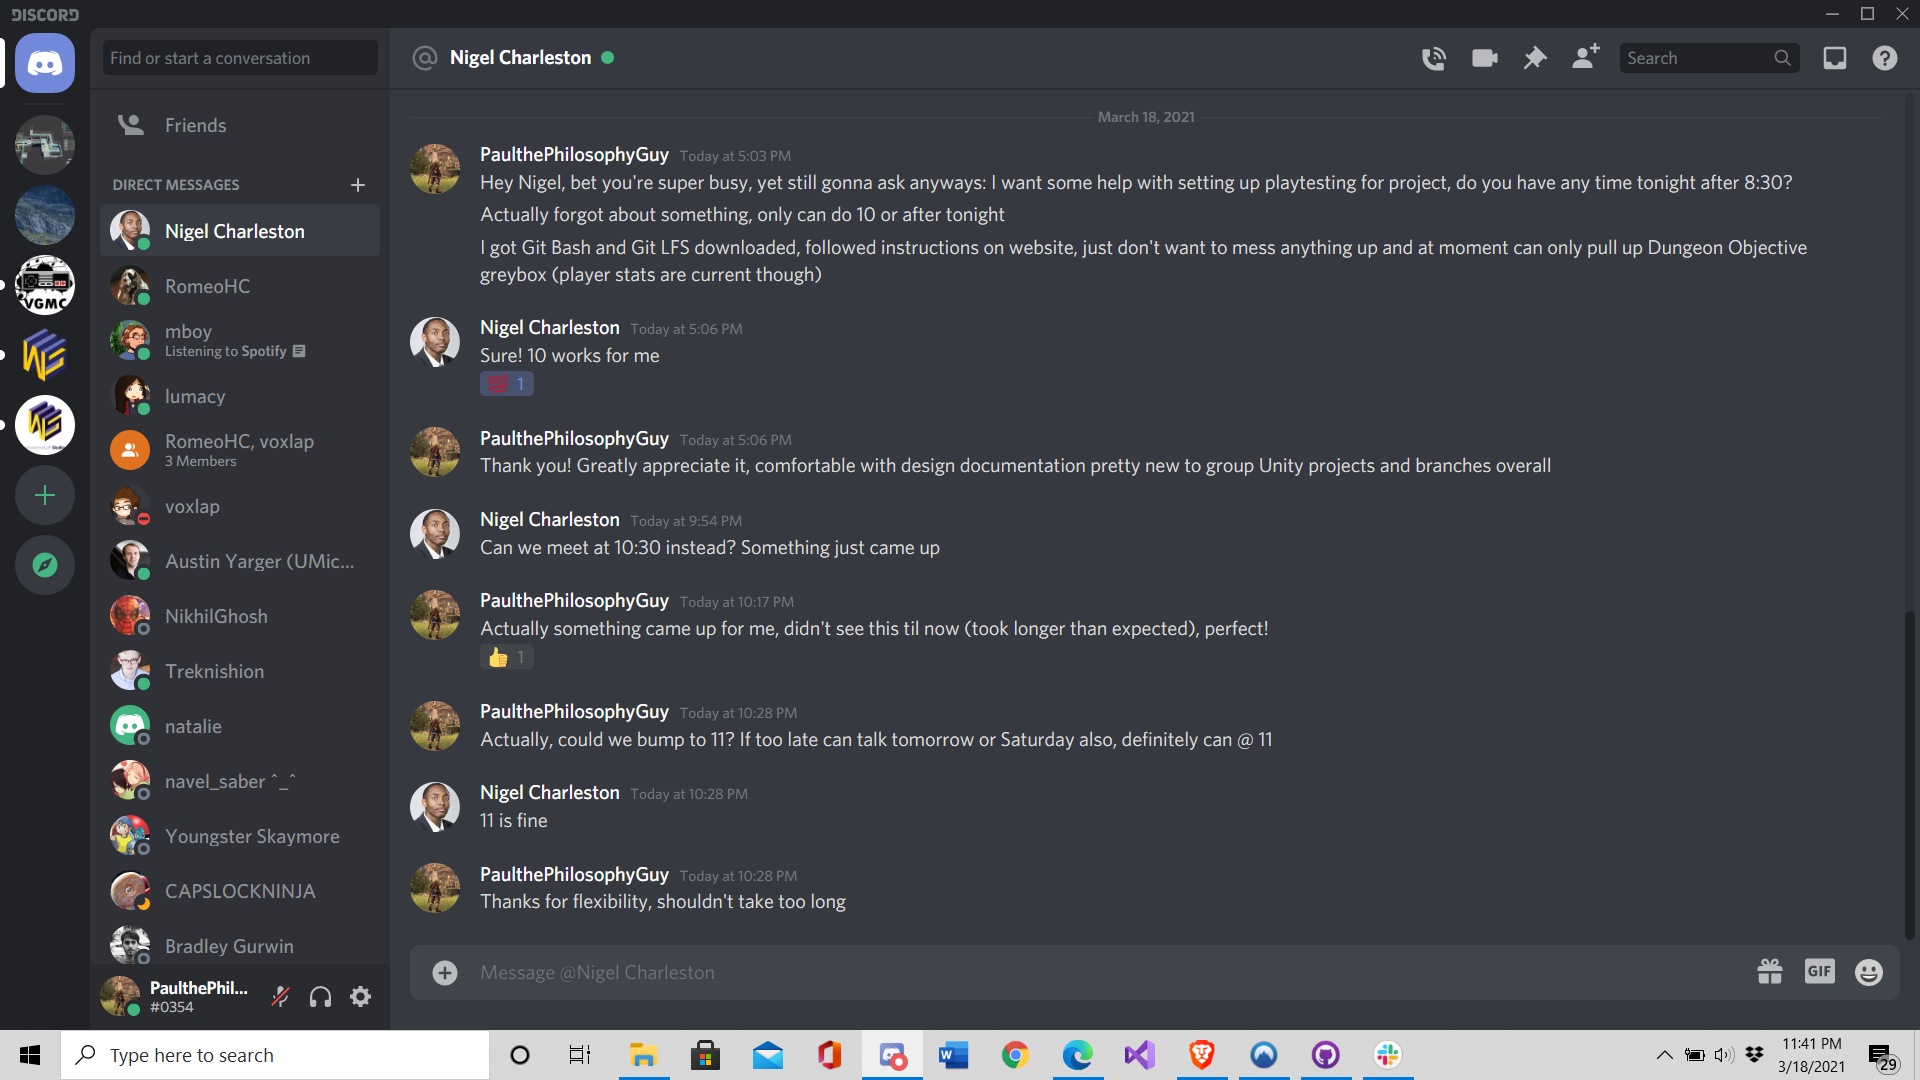 DISCORD
Find or start a conversation
Nigel Charleston
Search
Friends
DIRECT MESSAGES
Nigel Charleston
RomeoHC
mboy
Listening to Spotify
lumacy
RomeoHC, voxlap
3 Members
voxlap
Austin Yarger (UMic...
NikhilGhosh
Treknishion
natalie
navel_saber ^_^
Youngster Skaymore
CAPSLOCKNINJA
Bradley Gurwin
PaulthePhil...
#0354
VGMC
March 18, 2021
PaulthePhilosophyGuy Today at 5:03 PM
Hey Nigel, bet you're super busy, yet still gonna ask anyways: I want some help with setting up playtesting for project, do you have any time tonight after 8:30?
Actually forgot about something, only can do 10 or after tonight
I got Git Bash and Git LFS downloaded, followed instructions on website, just don't want to mess anything up and at moment can only pull up Dungeon Objective
greybox (player stats are current though)
Nigel Charleston Today at 5:06 PM
Sure! 10 works for me
100 1
PaulthePhilosophyGuy Today at 5:06 PM
Thank you! Greatly appreciate it, comfortable with design documentation pretty new to group Unity projects and branches overall
Nigel Charleston Today at 9:54 PM
Can we meet at 10:30 instead? Something just came up
PaulthePhilosophyGuy Today at 10:17 PM
Actually something came up for me, didn't see this til now (took longer than expected), perfect!
1
PaulthePhilosophyGuy Today at 10:28 PM
Actually, could we bump to 11? If too late can talk tomorrow or Saturday also, definitely can @ 11
Nigel Charleston Today at 10:28 PM
11 is fine
PaulthePhilosophyGuy Today at 10:28 PM
Thanks for flexibility, shouldn't take too long
Message @Nigel Charleston
GIF
Type here to search
11:41 PM
3/18/2021
29